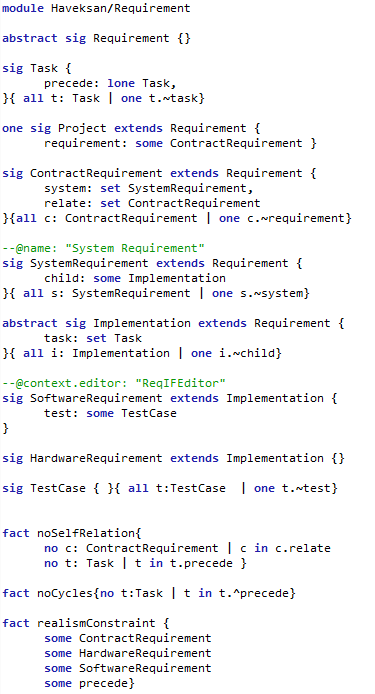 module Haveksan/Requirement
abstract sig Requirement {}
sig Task {
precede: lone Task,
}{ all t: Task | one t.~task}
one sig Project extends Requirement {
requirement: some ContractRequirement }
sig ContractRequirement extends Requirement {
system: set SystemRequirement,
relate: set ContractRequirement
}{all c: ContractRequirement | one c.~requirement}
--@name: "System Requirement"
sig SystemRequirement extends Requirement {
child: some Implementation
}{ all s: SystemRequirement | one s.~system}
abstract sig Implementation extends Requirement {
task: set Task
}{ all i: Implementation | one i.~child}
--@context.editor: "ReqIFEditor"
sig SoftwareRequirement extends Implementation {
test: some TestCase
}
sig HardwareRequirement extends Implementation {}
sig TestCase { }{ all t:TestCase  | one t.~test}
fact noSelfRelation{
no c: ContractRequirement | c in c.relate
no t: Task | t in t.precede }
fact noCycles{no t:Task | t in t.^precede}
fact realismConstraint {
some ContractRequirement
some HardwareRequirement
some SoftwareRequirement
some precede}